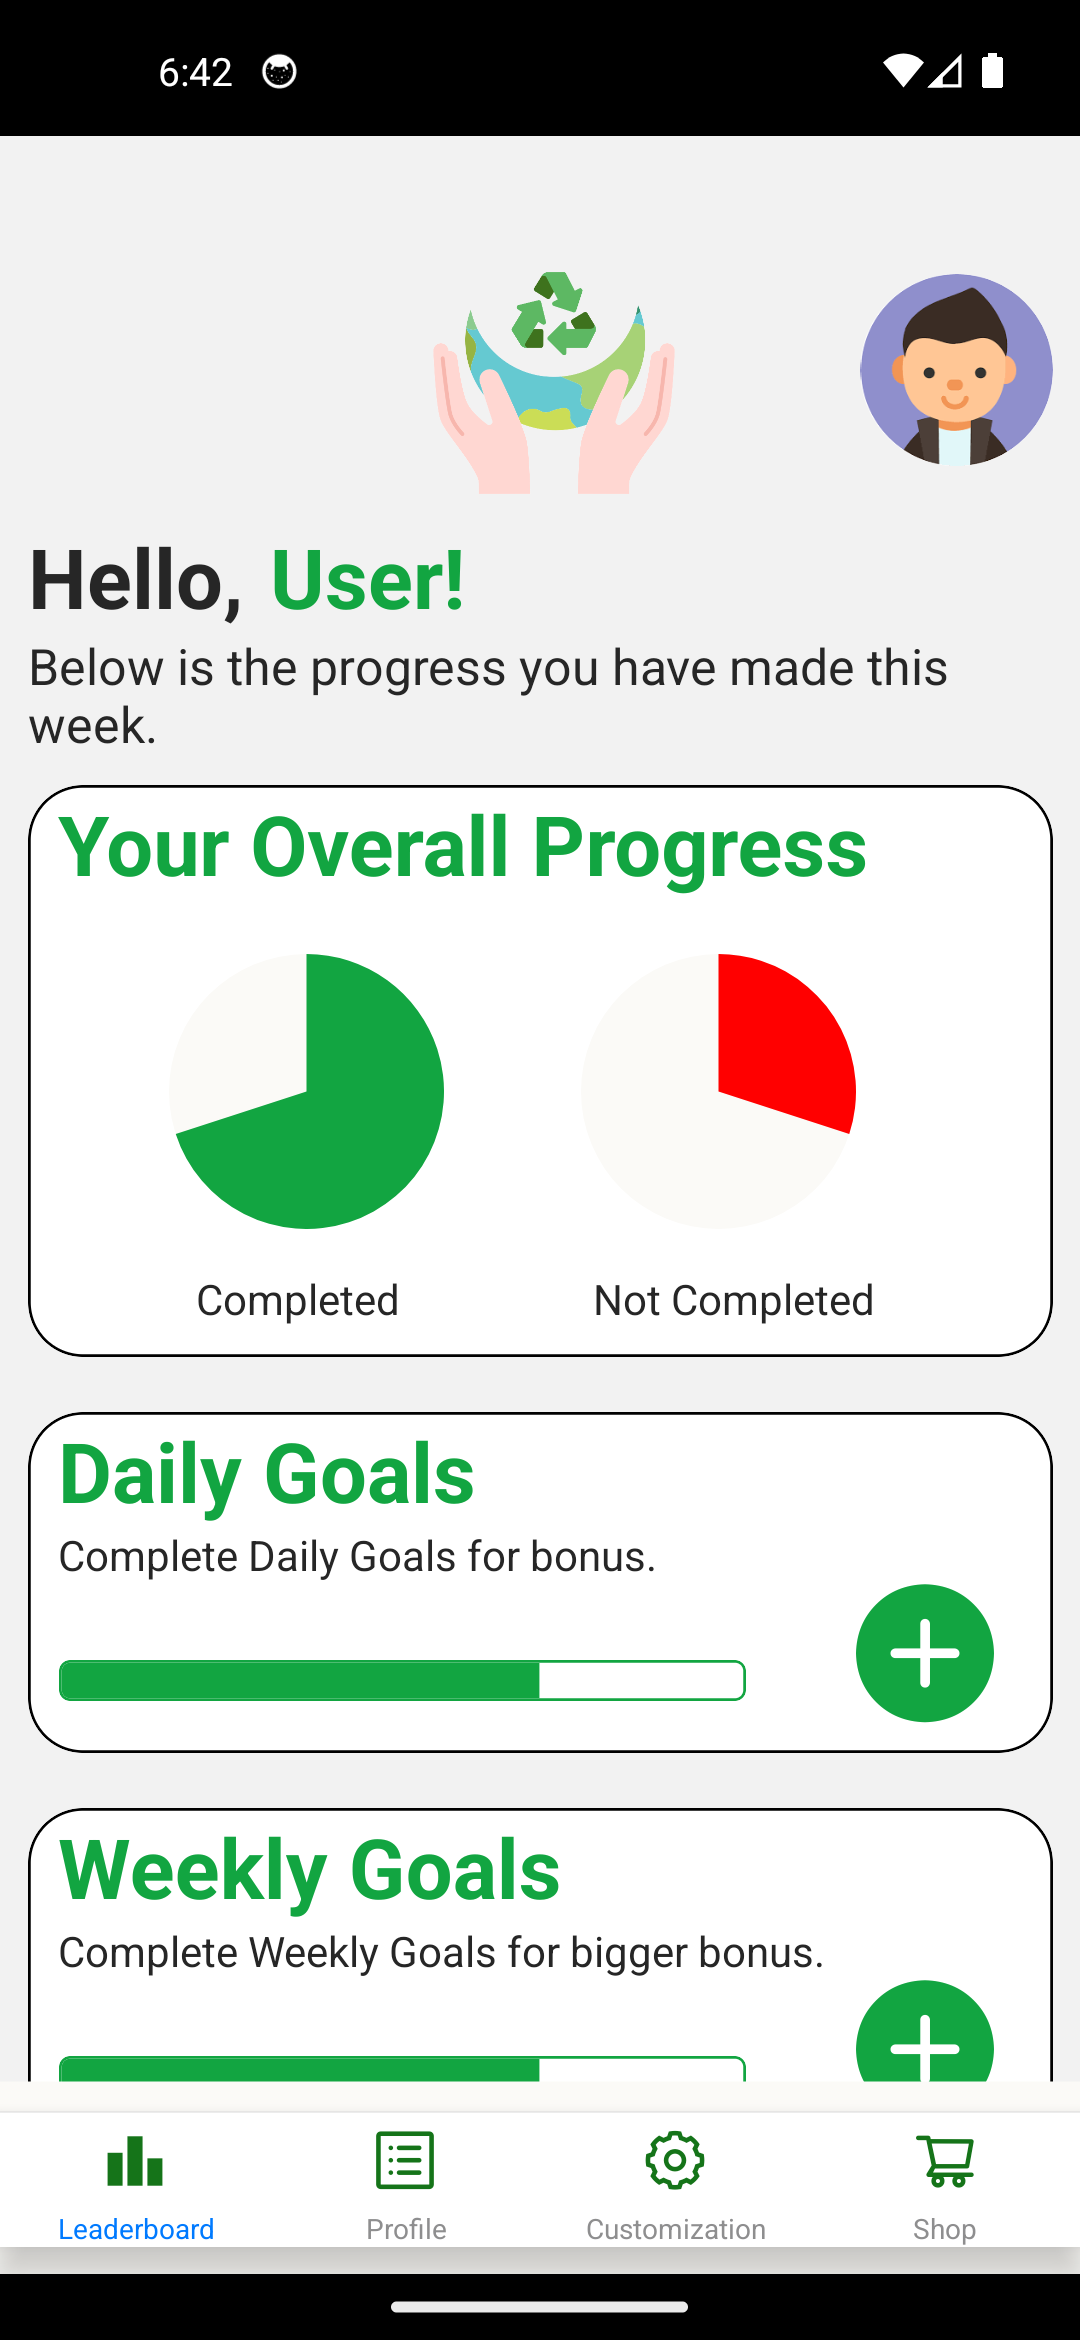 6:42
Hello, User!
Below is the progress you have made this
week.
Your Overall Progress
Completed
Not Completed
Daily Goals
Complete Daily Goals for bonus.
Weekly Goals
Complete Weekly Goals for bigger bonus.
Leaderboard
Profile
Customization
Shop